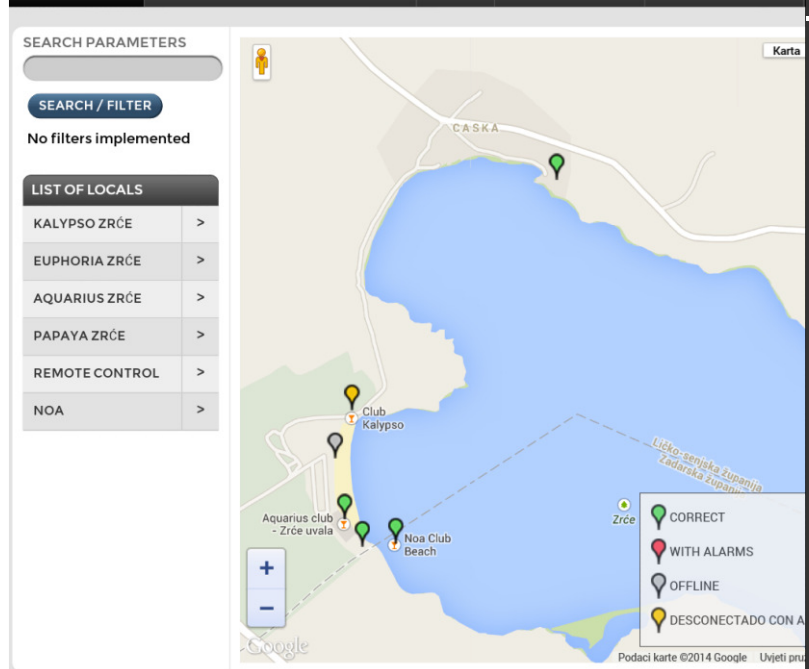 SEARCH PARAMETERS
SEARCH / FILTER
No filters implemented
LIST OF LOCALS
KALYPSO ZRĆE >
EUPHORIA ZRĆE >
AQUARIUS ZRĆE >
PAPAYA ZRĆE >
REMOTE CONTROL >
NOA >
Karta
CASKA
Club
Kalypso
Ličko-senjska županija
Zadarska županija
Aquarius club
- Zrće uvala
Noa Club
Beach
Zrće
CORRECT
WITH ALARMS
OFFLINE
DESCONECTADO CON A
+
−
Google
Podaci karte ©2014 Google Uvjeti pru